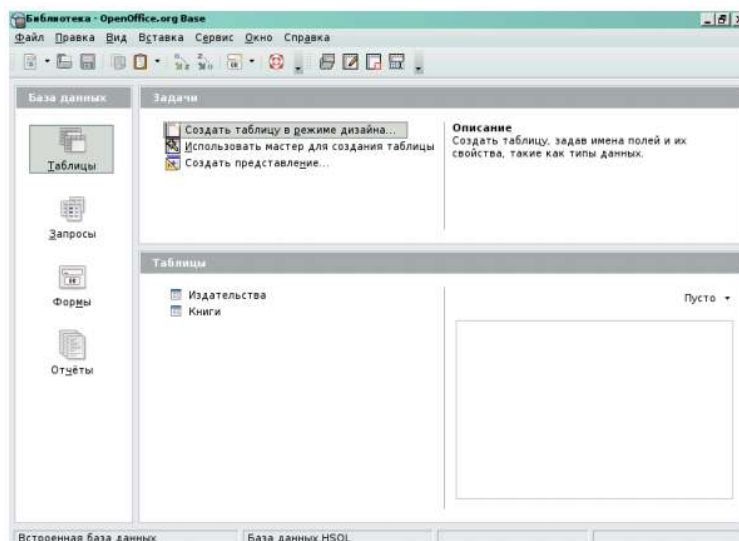 Библиотека - OpenOffice.org Base
Файл Правка Вид Вставка Сервис Окно Справка
База данных
Задачи
Создать таблицу в режиме дизайна...
Использовать мастер для создания таблицы
Создать представление...
Описание
Создать таблицу, задав имена полей и их
свойства, такие как типы данных.
Таблицы
Запросы
Формы
Отчёты
Таблицы
Издательства
Книги
Пусто
Встроенная база данных
База данных HSQL